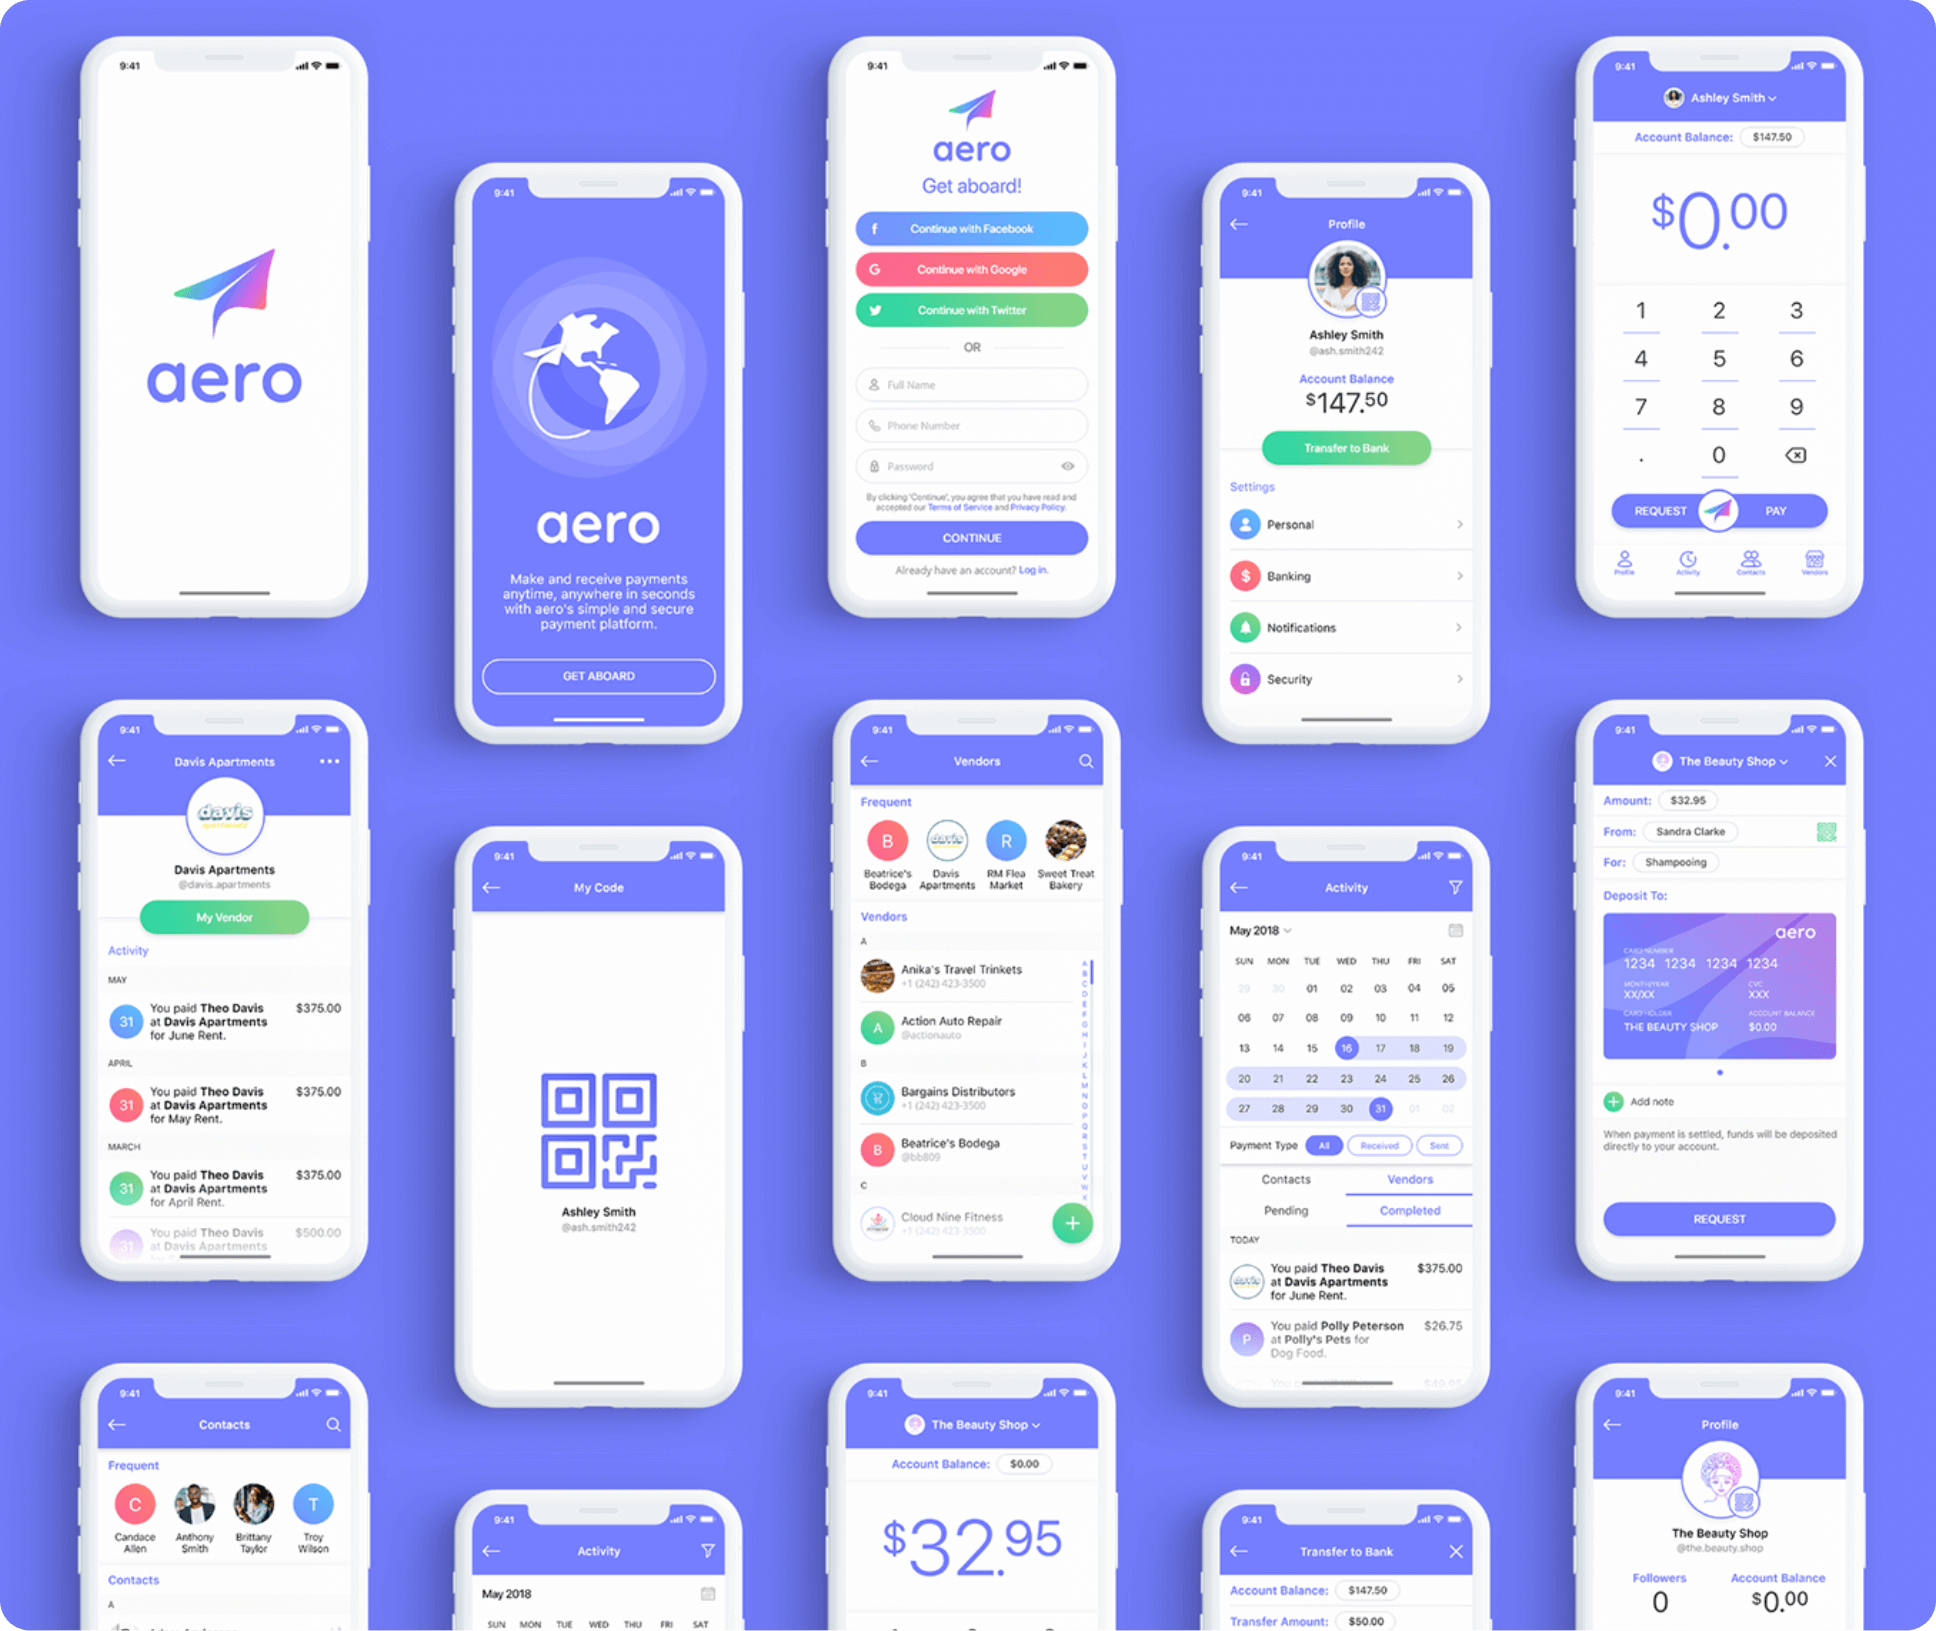 9:41
aero
9:41
aero
Make and receive payments
anytime, anywhere in seconds
with aero's simple and secure
payment platform.
GET ABOARD
9:41
aero
Get aboard!
f Continue with Facebook
G Continue with Google
Continue with Twitter
OR
Full Name
Phone Number
Password
By clicking 'Continue', you agree that you have read and
accepted our Terms of Service and Privacy Policy.
CONTINUE
Already have an account? Log in.
9:41
Profile
Ashley Smith
@ash.smith242
Account Balance
$147.50
Transfer to Bank
Settings
Personal
$ Banking
Notifications
Security
9:41
Ashley Smith
Account Balance: $147.50
$0.00
1 2 3
4 5 6
7 8 9
. 0
REQUEST PAY
Profile Activity Contacts Vendors
9:41
Davis Apartments
davis
apartments
Davis Apartments
@davis.apartments
My Vendor
Activity
MAY
31 You paid Theo Davis $375.00
at Davis Apartments
for June Rent.
APRIL
31 You paid Theo Davis $375.00
at Davis Apartments
for May Rent.
MARCH
31 You paid Theo Davis $375.00
at Davis Apartments
for April Rent.
31 You paid Theo Davis $500.00
at Davis Apartments
9:41
My Code
Ashley Smith
@ash.smith242
9:41
Vendors
Frequent
B davis R
Beatrice's Davis RM Flea Sweet Treat
Bodega Apartments Market Bakery
Vendors
A
Anika's Travel Trinkets
+1 (242) 423-3500
A Action Auto Repair
@actionauto
B
Bargains Distributors
+1 (242) 423-3500
B Beatrice's Bodega
@bb809
C
Cloud Nine Fitness
+1 (242) 423-3500
A
B
C
D
E
F
G
H
I
J
K
L
M
N
O
P
Q
R
S
T
U
V
W
X
9:41
Activity
May 2018
SUN MON TUE WED THU FRI SAT
29 30 01 02 03 04 05
06 07 08 09 10 11 12
13 14 15 16 17 18 19
20 21 22 23 24 25 26
27 28 29 30 31 01 02
Payment Type All Received Sent
Contacts Vendors
Pending Completed
TODAY
davis You paid Theo Davis $375.00
at Davis Apartments
for June Rent.
P You paid Polly Peterson $26.75
at Polly's Pets for
Dog Food.
$49.95
9:41
The Beauty Shop
Amount: $32.95
From: Sandra Clarke
For: Shampooing
Deposit To:
aero
CARD NUMBER
1234 1234 1234 1234
MONTH/YEAR CVC
XX/XX XXX
CARD HOLDER ACCOUNT BALANCE
THE BEAUTY SHOP $0.00
Add note
When payment is settled, funds will be deposited
directly to your account.
REQUEST
9:41
Contacts
Frequent
C T
Candace Anthony Brittany Troy
Allen Smith Taylor Wilson
Contacts
A
9:41
Activity
May 2018
SUN MON TUE WED THU FRI SAT
9:41
The Beauty Shop
Account Balance: $0.00
$32.95
9:41
Transfer to Bank
Account Balance: $147.50
Transfer Amount: $50.00
9:41
Profile
The Beauty Shop
@the.beauty.shop
Followers Account Balance
0 $0.00